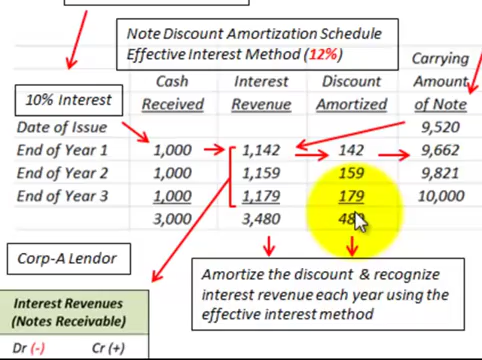 Note Discount Amortization Schedule
Effective Interest Method (12%)
Carrying
Cash Interest Discount Amount
10% Interest Received Revenue Amortized of Note
Date of Issue 9,520
End of Year 1 1,000 1,142 142 9,662
End of Year 2 1,000 1,159 159 9,821
End of Year 3 1,000 1,179 179 10,000
3,000 3,480
Corp-A Lendor
Amortize the discount & recognize
interest revenue each year using the
effective interest method
Interest Revenues
(Notes Receivable)
Dr (-) Cr (+)